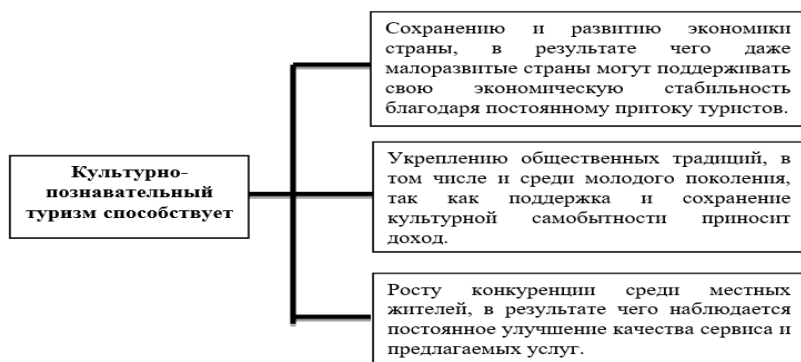 Культурно-
познавательный
туризм способствует
Сохранению и развитию экономики
страны, в результате чего даже
малоразвитые страны могут поддерживать
свою экономическую стабильность
благодаря постоянному притоку туристов.
Укреплению общественных традиций, в
том числе и среди молодого поколения,
так как поддержка и сохранение
культурной самобытности приносит
доход.
Росту конкуренции среди местных
жителей, в результате чего наблюдается
постоянное улучшение качества сервиса и
предлагаемых услуг.